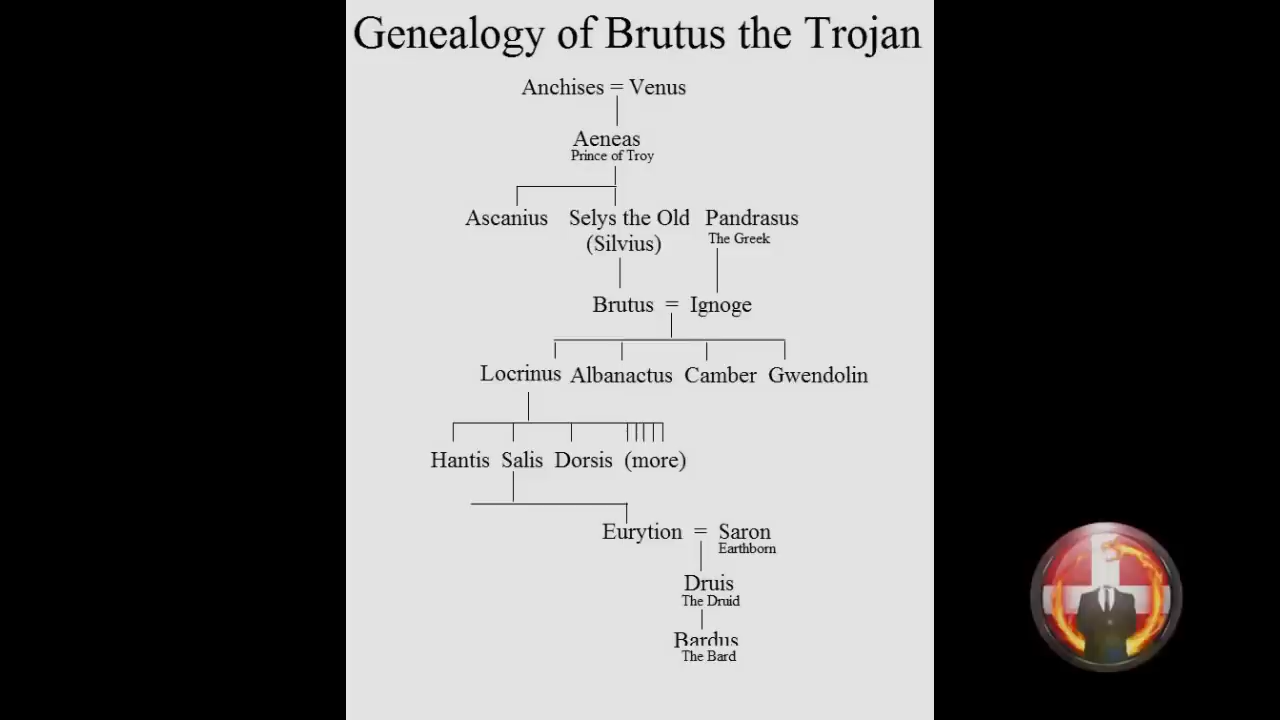 Genealogy of Brutus the Trojan
Anchises = Venus
Aeneas
Prince of Troy
Ascanius Selys the Old Pandrasus
(Silvius) The Greek
Brutus = Ignoge
Locrinus Albanactus Camber Gwendolin
Hantis Salis Dorsis (more)
Eurytion = Saron
Earthborn
Druis
The Druid
Bardus
The Bard